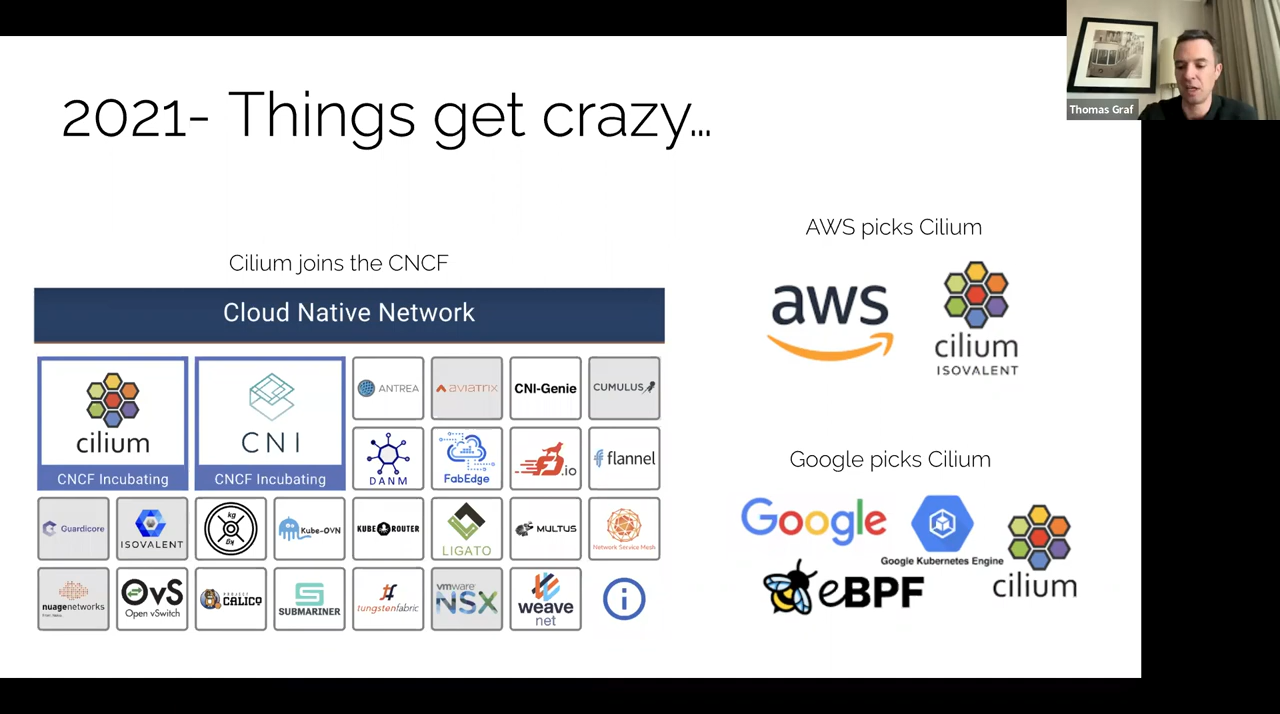 Thomas Graf
2021- Things get crazy...
Cilium joins the CNCF
Cloud Native Network
cilium
CNCF Incubating
CNI
CNCF Incubating
ANTREA
AVIATRIX
CNI-Genie
CUMULUS
DANM
FabEdge
.io
flannel
Guardicore
ISOVALENT
kg
kg
Kube-OVN
KUBE ROUTER
LIGATO
MULTUS
Network Service Mesh
nuagenetworks
OvS
Open vSwitch
PROJECT
CALICO
SUBMARINER
tungstenfabric
vmware
NSX
weave
net
i
AWS picks Cilium
aws
cilium
ISOVALENT
Google picks Cilium
Google
Google Kubernetes Engine
eBPF
cilium